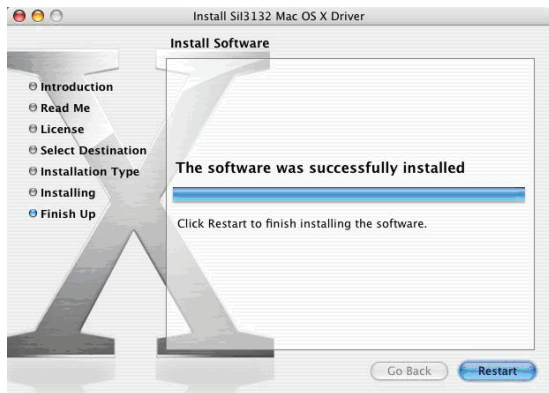 Install SiI3132 Mac OS X Driver
Install Software
Introduction
Read Me
License
Select Destination
Installation Type
Installing
Finish Up
The software was successfully installed
Click Restart to finish installing the software.
Go Back
Restart